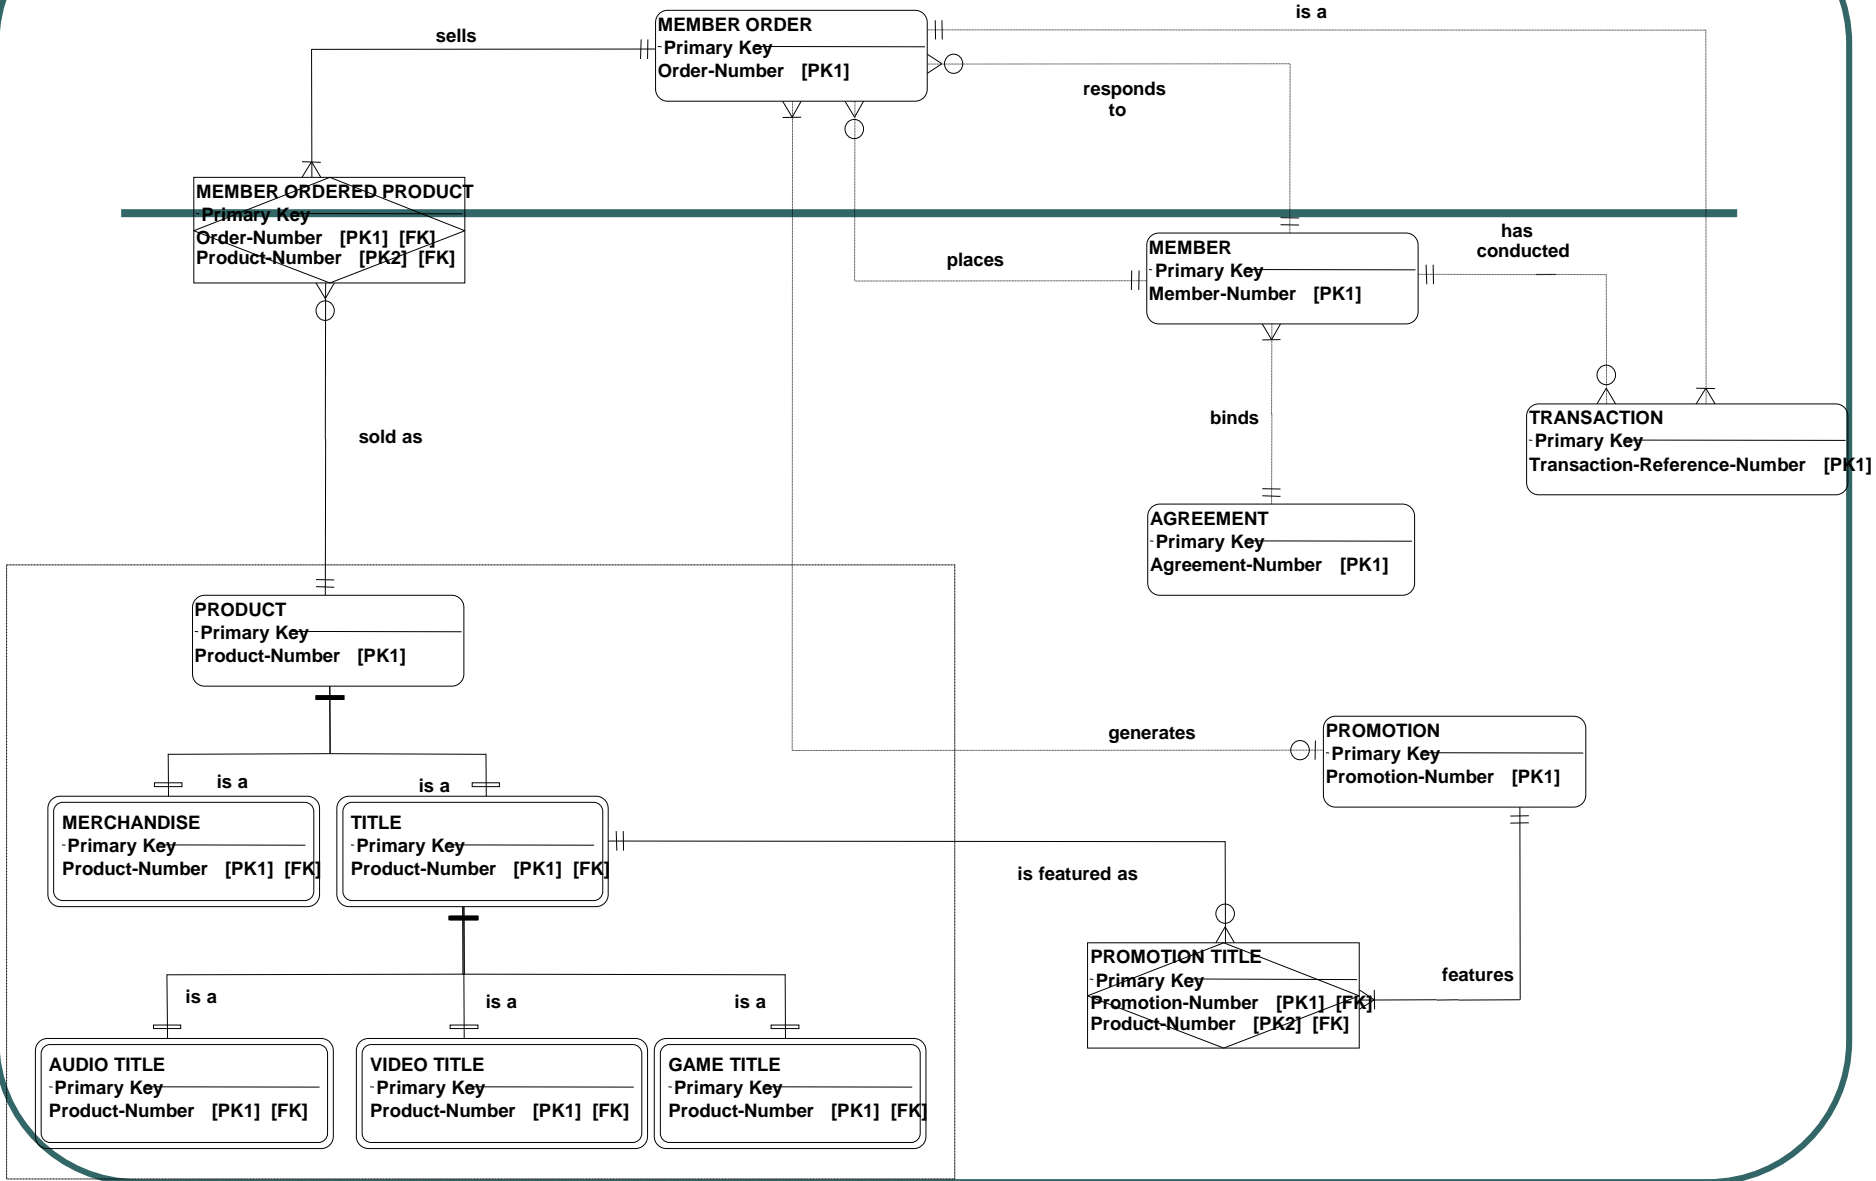 is a
MEMBER ORDER
Primary Key
Order-Number [PK1]
sells
responds
to
MEMBER ORDERED PRODUCT
Primary Key
Order-Number [PK1] [FK]
Product-Number [PK2] [FK]
places
MEMBER
Primary Key
Member-Number [PK1]
has
conducted
sold as
binds
TRANSACTION
Primary Key
Transaction-Reference-Number [PK1]
AGREEMENT
Primary Key
Agreement-Number [PK1]
PRODUCT
Primary Key
Product-Number [PK1]
generates
PROMOTION
Primary Key
Promotion-Number [PK1]
is a
is a
MERCHANDISE
Primary Key
Product-Number [PK1] [FK]
TITLE
Primary Key
Product-Number [PK1] [FK]
is featured as
PROMOTION TITLE
Primary Key
Promotion-Number [PK1] [FK]
Product-Number [PK2] [FK]
features
is a
is a
is a
AUDIO TITLE
Primary Key
Product-Number [PK1] [FK]
VIDEO TITLE
Primary Key
Product-Number [PK1] [FK]
GAME TITLE
Primary Key
Product-Number [PK1] [FK]